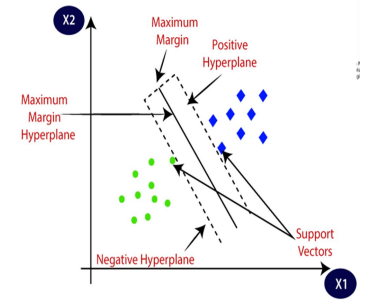 X2
Maximum
Margin
Positive
Hyperplane
Maximum
Margin
Hyperplane
Support
Vectors
Negative Hyperplane
X1